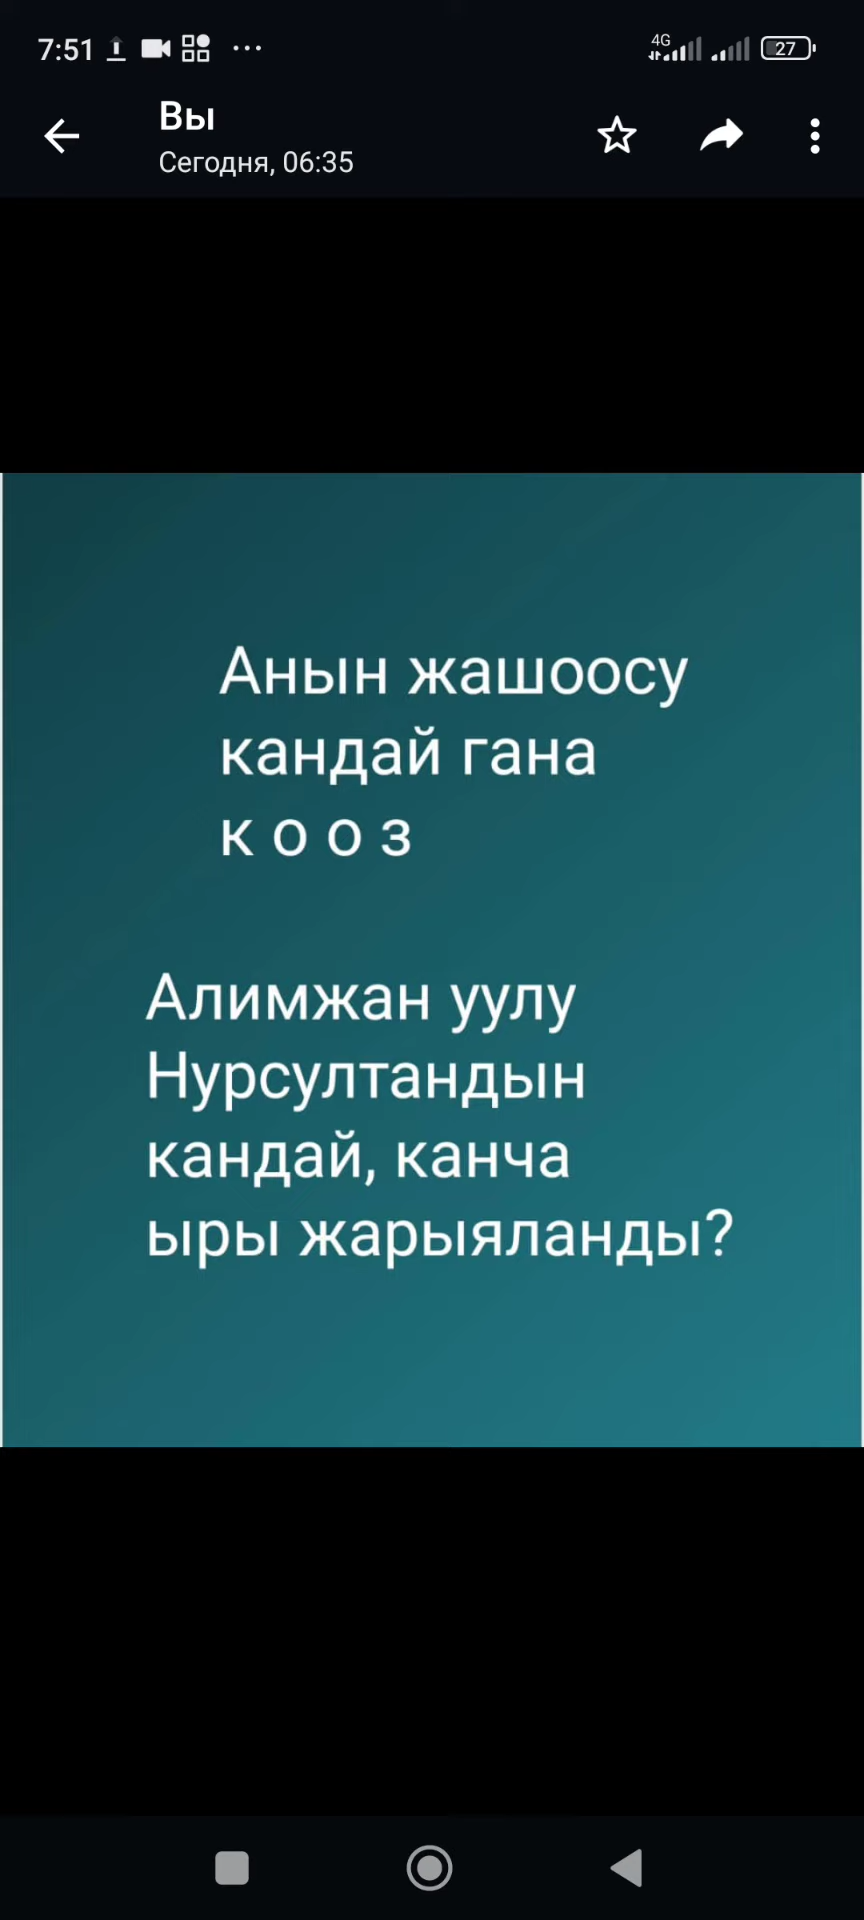 7:51
4G
27
Вы
Сегодня, 06:35
Анын жашоосу
кандай гана
к о о з
Алимжан уулу
Нурсултандын
кандай, канча
ыры жарыяланды?